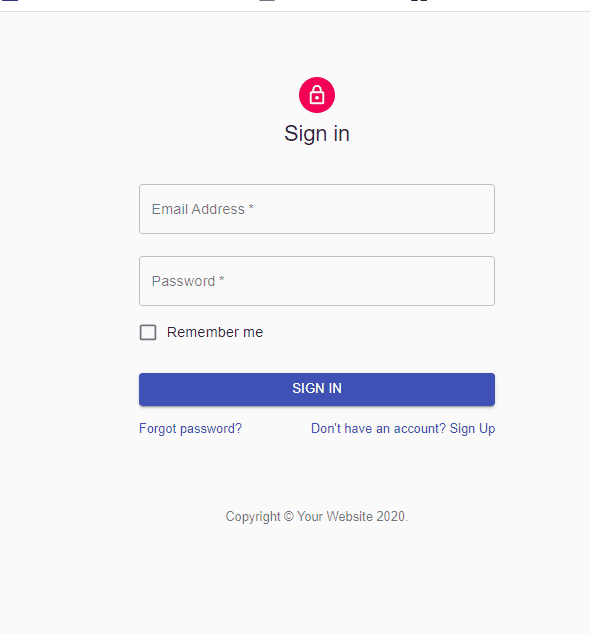 Sign in
Email Address *
Password *
Remember me
SIGN IN
Forgot password?
Don't have an account? Sign Up
Copyright © Your Website 2020.